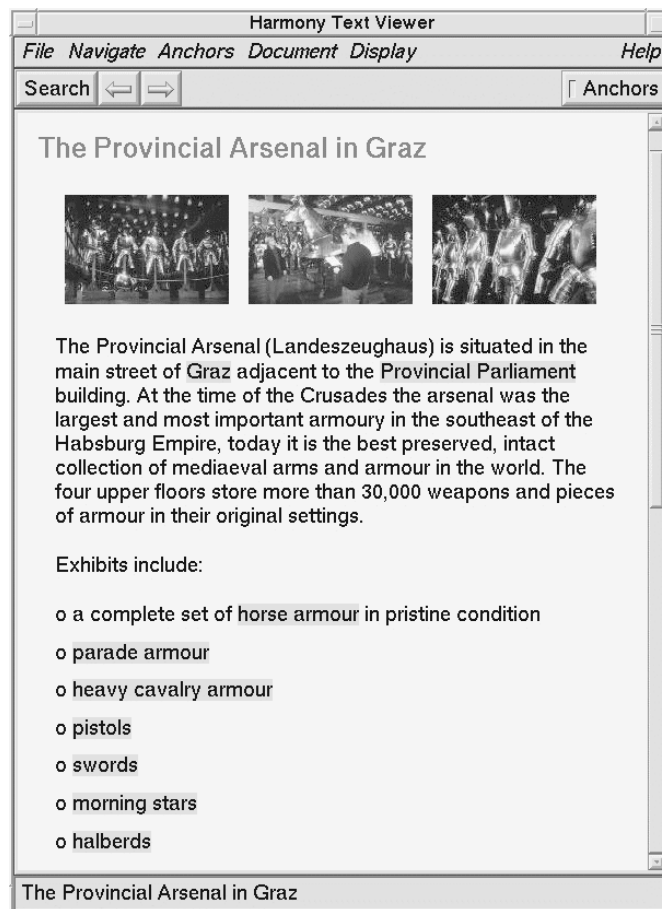 Harmony Text Viewer
File Navigate Anchors Document Display Help
Search Anchors
The Provincial Arsenal in Graz
The Provincial Arsenal (Landeszeughaus) is situated in the
main street of Graz adjacent to the Provincial Parliament
building. At the time of the Crusades the arsenal was the
largest and most important armoury in the southeast of the
Habsburg Empire, today it is the best preserved, intact
collection of mediaeval arms and armour in the world. The
four upper floors store more than 30,000 weapons and pieces
of armour in their original settings.
Exhibits include:
o a complete set of horse armour in pristine condition
o parade armour
o heavy cavalry armour
o pistols
o swords
o morning stars
o halberds
The Provincial Arsenal in Graz